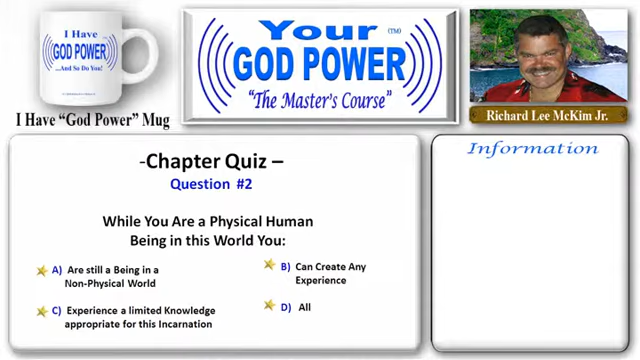 I Have
GOD POWER
...And So Do You!
I Have “God Power” Mug
Your (TM)
GOD POWER
“The Master's Course”
Richard Lee McKim Jr.
-Chapter Quiz –
Question #2
While You Are a Physical Human
Being in this World You:
A) Are still a Being in a
Non-Physical World
B) Can Create Any
Experience
C) Experience a limited Knowledge
appropriate for this Incarnation
D) All
Information